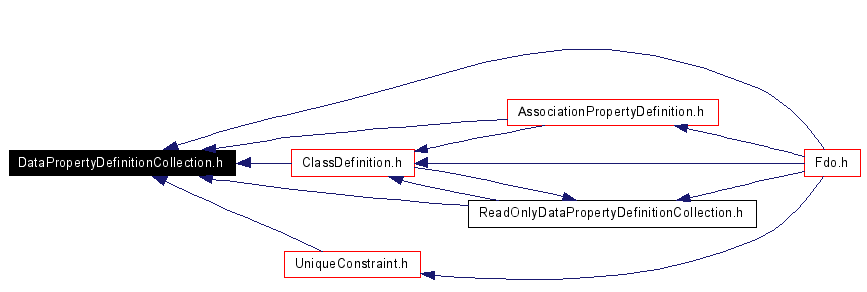 AssociationPropertyDefinition.h
DataPropertyDefinitionCollection.h
ClassDefinition.h
Fdo.h
ReadOnlyDataPropertyDefinitionCollection.h
UniqueConstraint.h